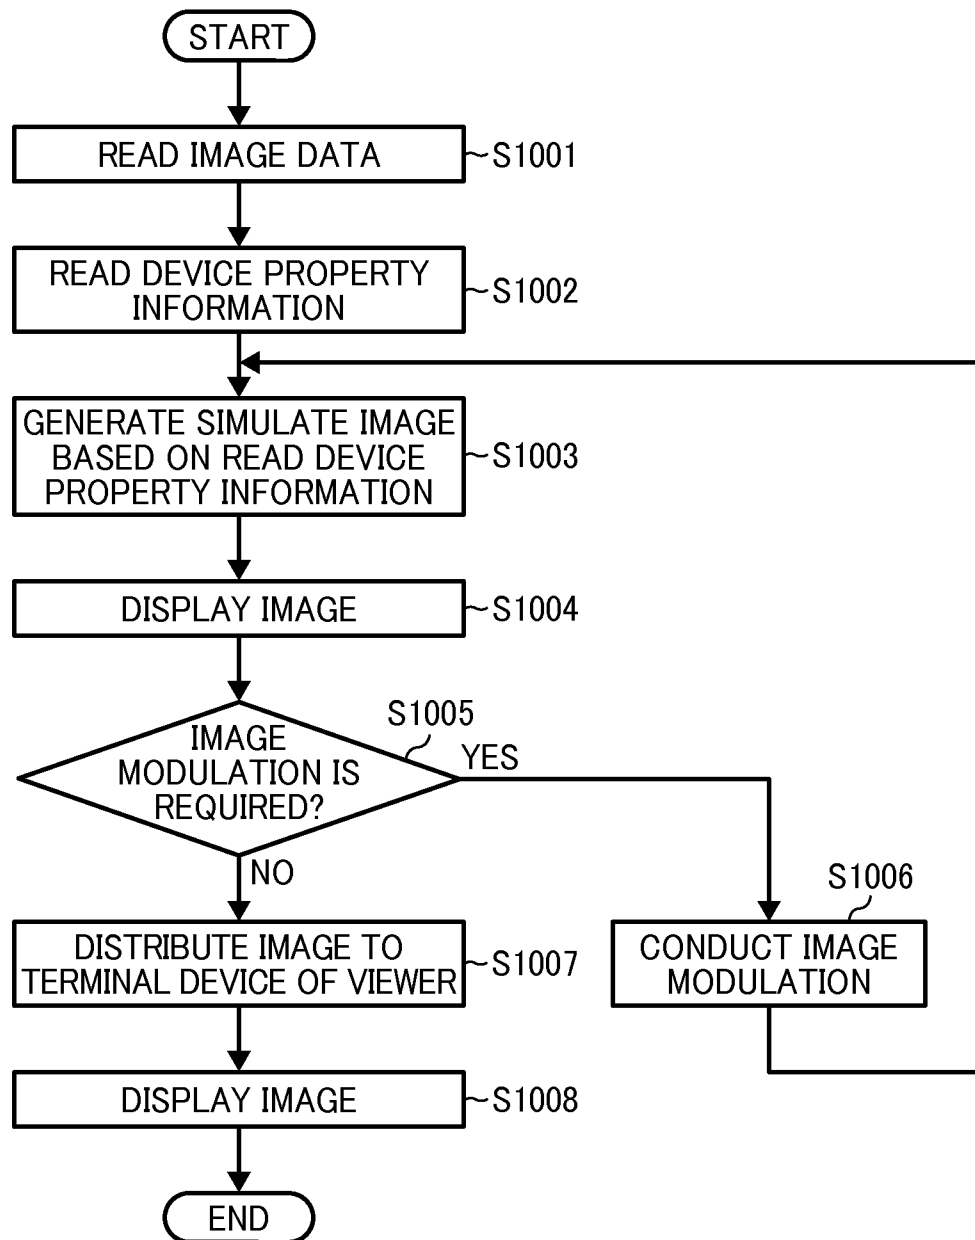 START
READ IMAGE DATA
S1001
READ DEVICE PROPERTY
INFORMATION
S1002
GENERATE SIMULATE IMAGE
BASED ON READ DEVICE
PROPERTY INFORMATION
S1003
DISPLAY IMAGE
S1004
IMAGE
MODULATION IS
REQUIRED?
S1005
YES
NO
S1006
CONDUCT IMAGE
MODULATION
DISTRIBUTE IMAGE TO
TERMINAL DEVICE OF VIEWER
S1007
DISPLAY IMAGE
S1008
END